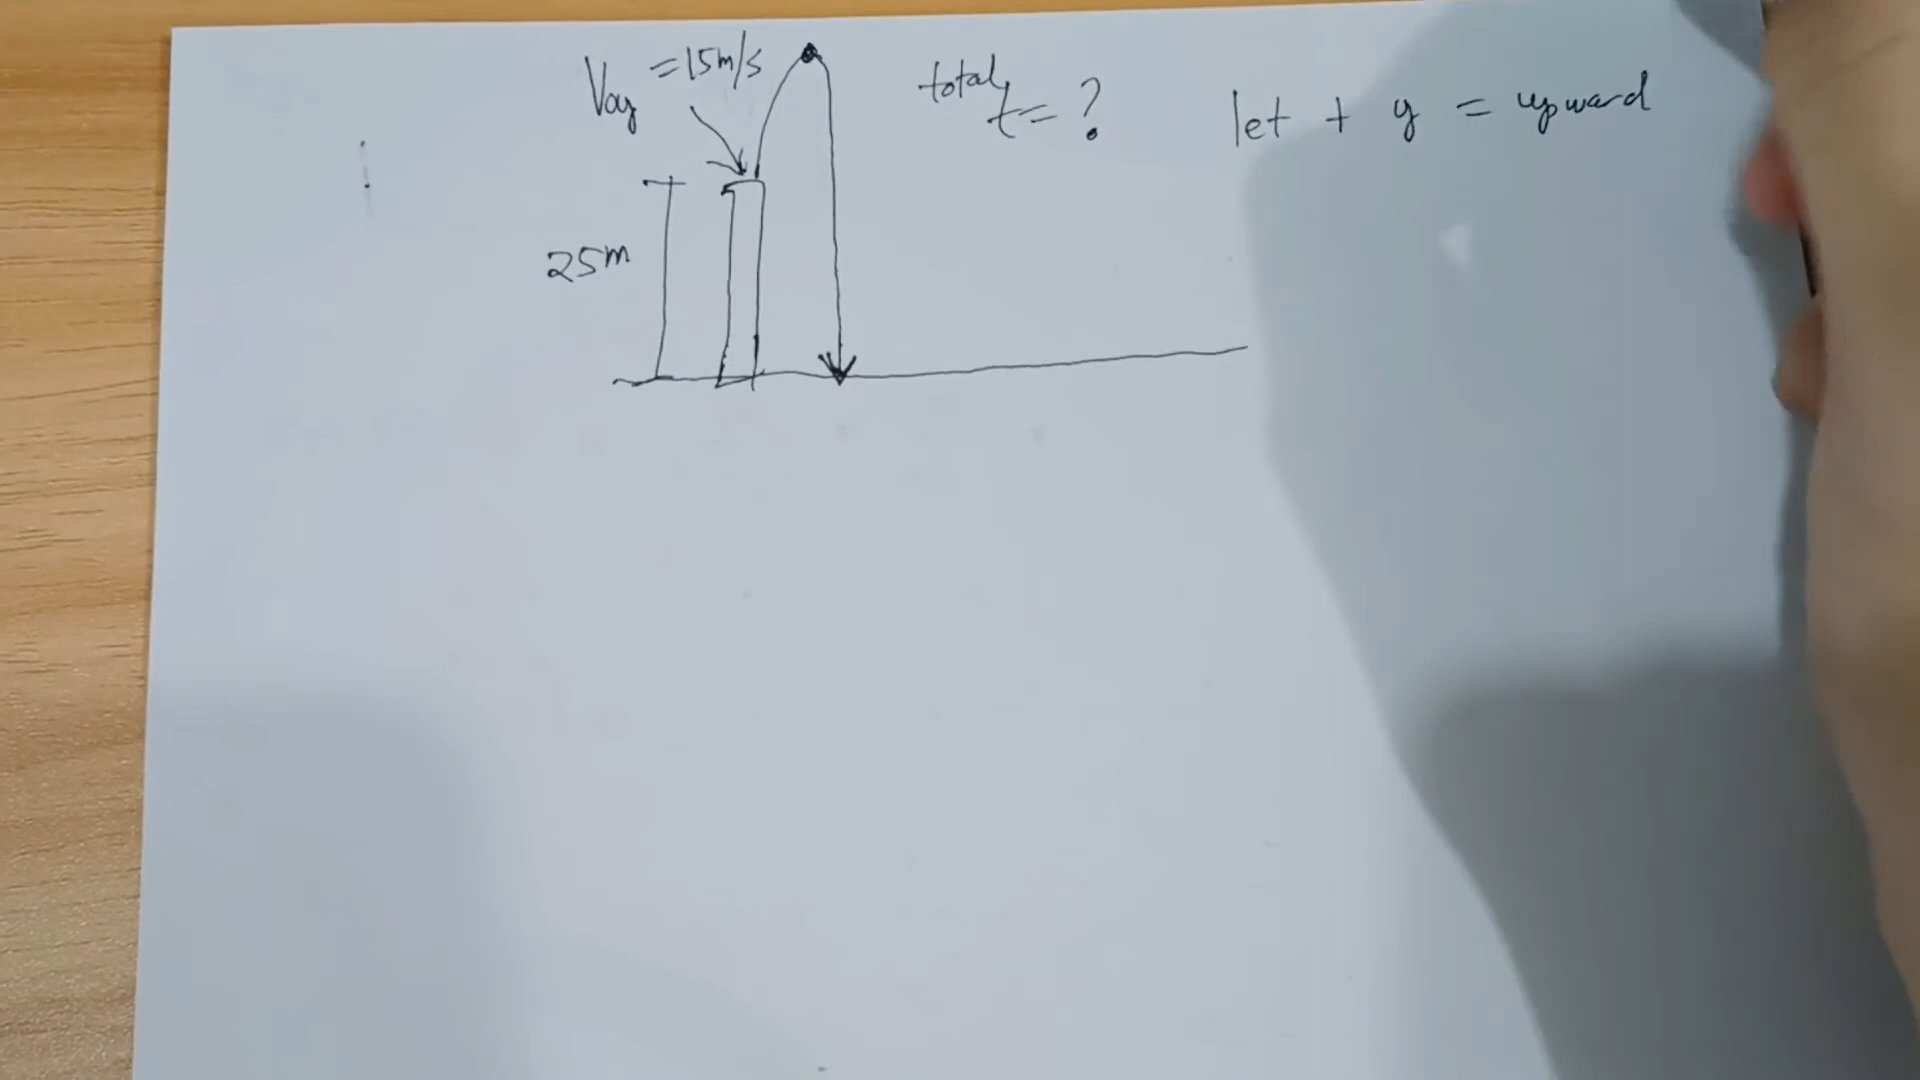 Voy = 15m/s
total t = ?
let + y = upward
25m